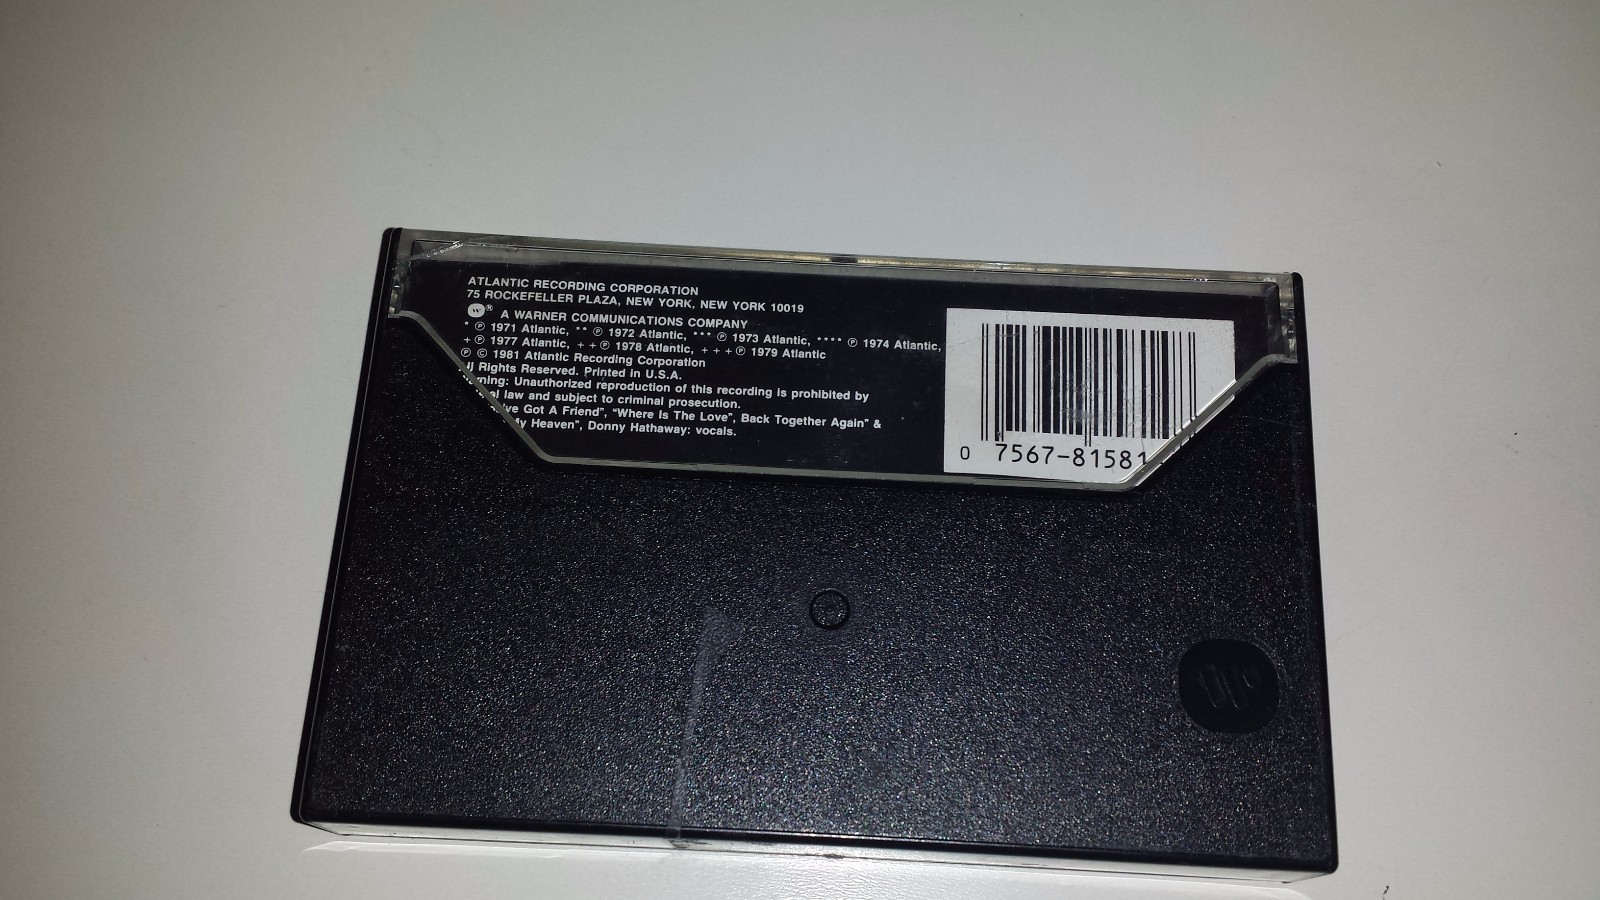 ATLANTIC RECORDING CORPORATION
75 ROCKEFELLER PLAZA, NEW YORK, NEW YORK 10019
w® A WARNER COMMUNICATIONS COMPANY
* ℗ 1971 Atlantic, ** ℗ 1972 Atlantic, *** ℗ 1973 Atlantic, **** ℗ 1974 Atlantic,
+ ℗ 1977 Atlantic, ++ ℗ 1978 Atlantic, +++ ℗ 1979 Atlantic
℗ © 1981 Atlantic Recording Corporation
Rights Reserved. Printed in U.S.A.
Unauthorized reproduction of this recording is prohibited by
law and subject to criminal prosecution.
Got A Friend", "Where Is The Love", Back Together Again" &
Heaven", Donny Hathaway: vocals.
0 7567-81581